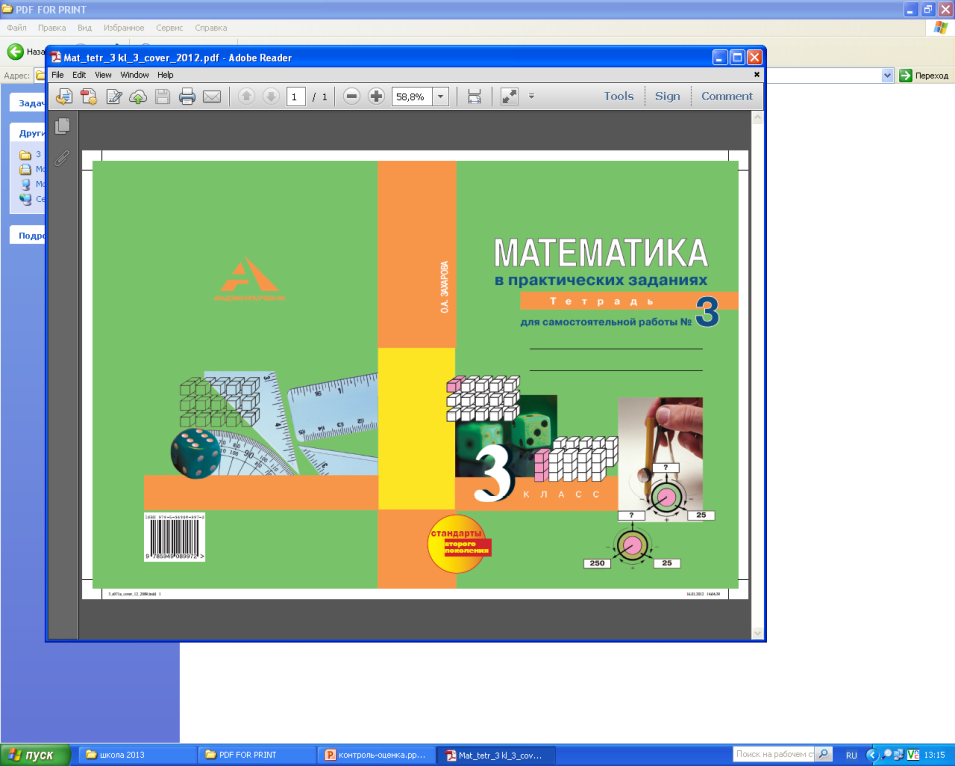 PDF FOR PRINT
Файл Правка Вид Избранное Сервис Справка
Адрес:
Переход
Mat_tetr_3 kl_3_cover_2012.pdf - Adobe Reader
File Edit View Window Help
1 / 1 58,8% Tools Sign Comment
О.А. ЗАХАРОВА
МАТЕМАТИКА
в практических заданиях
Тетрадь
для самостоятельной работы № 3
3 КЛАСС
стандарты
второго
поколения
?
? 25
250 25
пуск
школа 2013
PDF FOR PRINT
контроль-оценка.pp...
Mat_tetr_3 kl_3_cov...
Поиск на рабочем с
RU
13:15